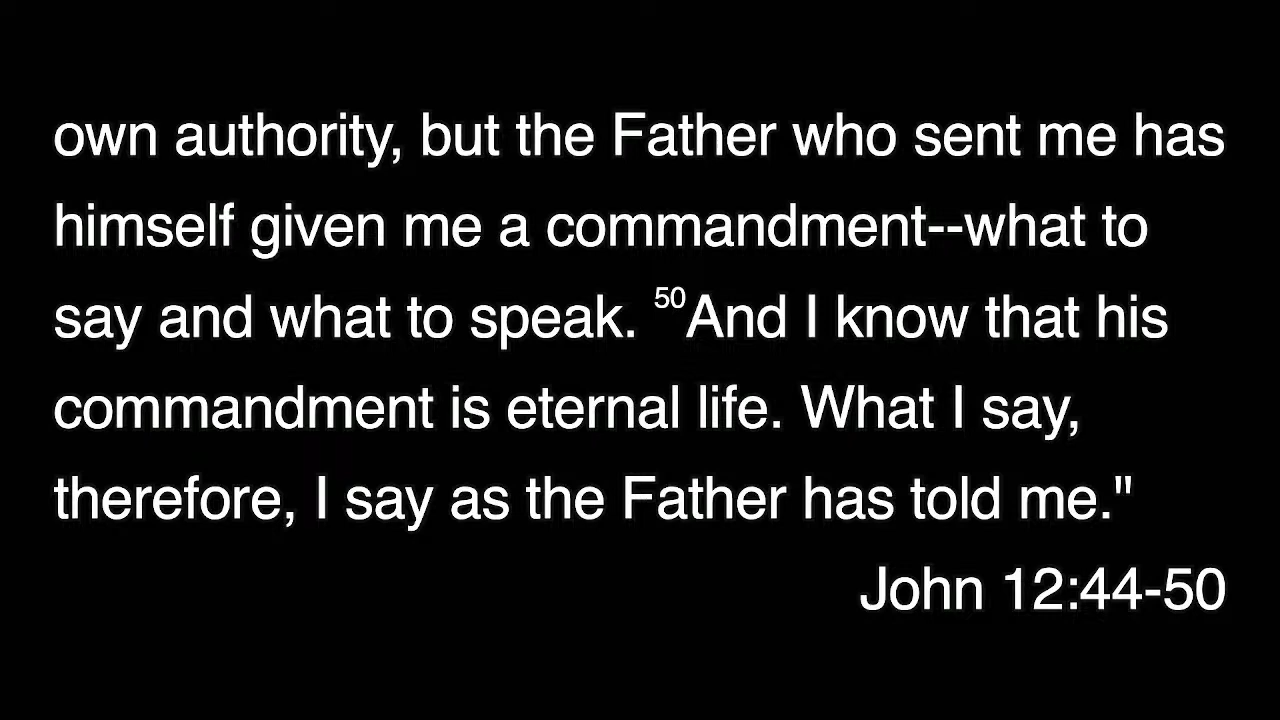 own authority, but the Father who sent me has
himself given me a commandment--what to
say and what to speak. 50And I know that his
commandment is eternal life. What I say,
therefore, I say as the Father has told me."
John 12:44-50